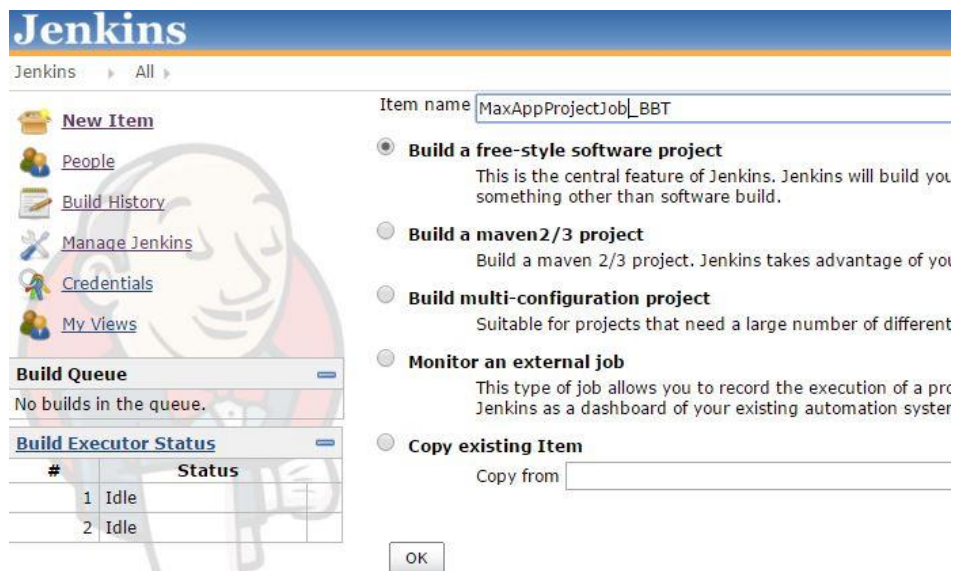 Jenkins
Jenkins All
New Item
People
Build History
Manage Jenkins
Credentials
My Views
Build Queue
No builds in the queue.
Build Executor Status
# Status
1 Idle
2 Idle
Item name MaxAppProjectJob_BBT
Build a free-style software project
This is the central feature of Jenkins. Jenkins will build
something other than software build.
Build a maven2/3 project
Build a maven 2/3 project. Jenkins takes advantage of
Build multi-configuration project
Suitable for projects that need a large number of different
Monitor an external job
This type of job allows you to record the execution of a
Jenkins as a dashboard of your existing automation
Copy existing Item
Copy from
OK